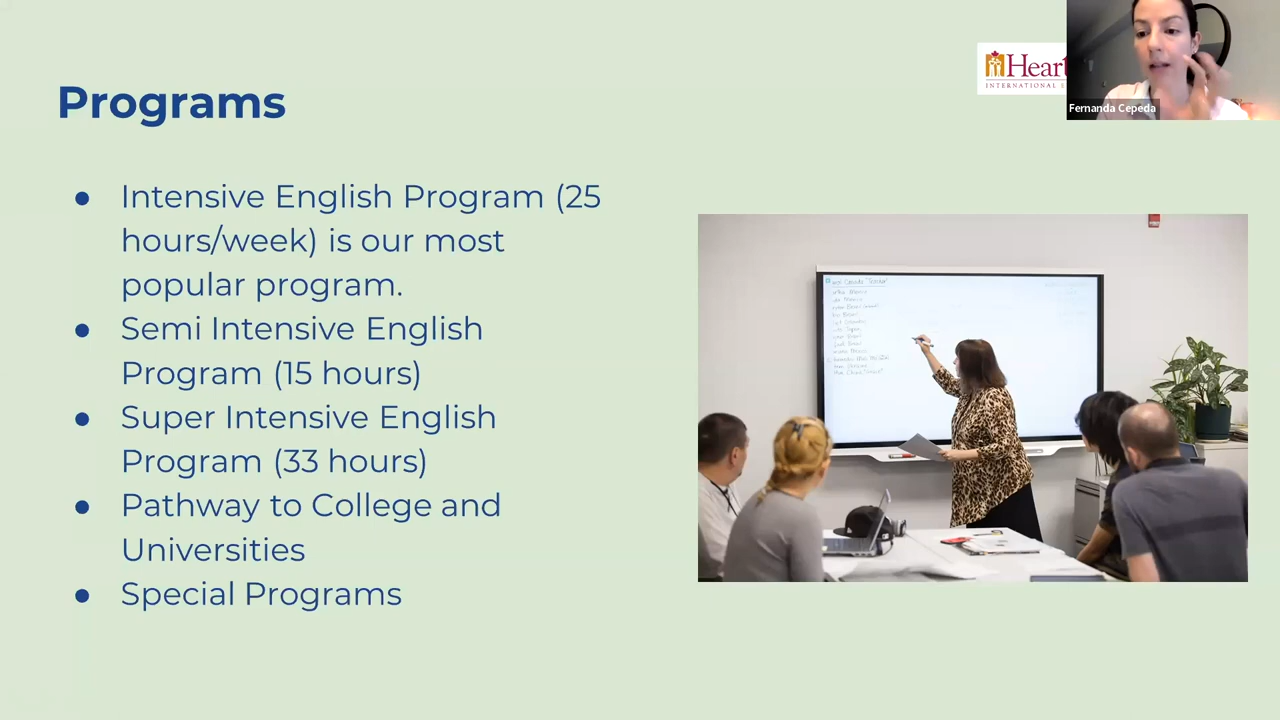 Heart
INTERNATIONAL
Fernanda Cepeda
Programs
● Intensive English Program (25
hours/week) is our most
popular program.
● Semi Intensive English
Program (15 hours)
● Super Intensive English
Program (33 hours)
● Pathway to College and
Universities
● Special Programs